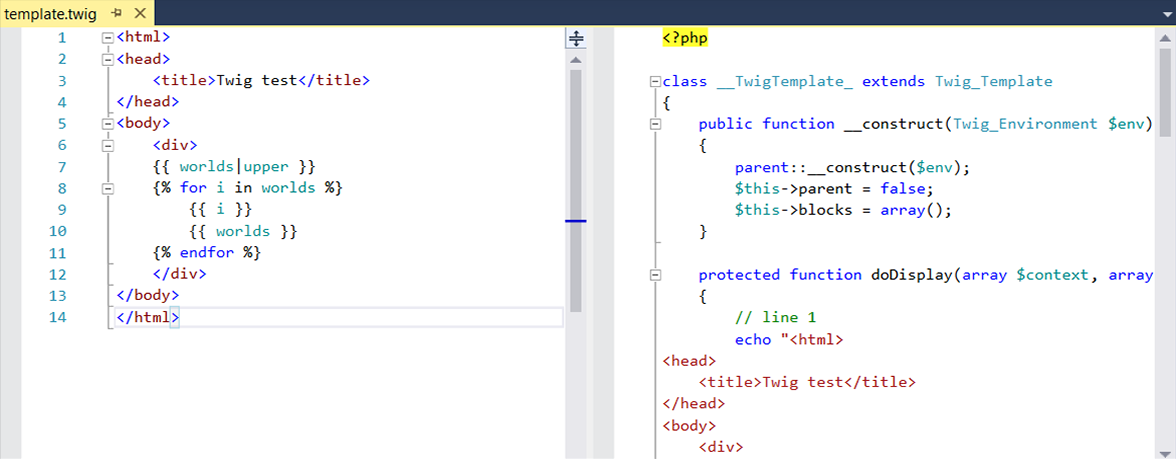 template.twig
1 <html>
2 <head>
3     <title>Twig test</title>
4 </head>
5 <body>
6     <div>
7     {{ worlds|upper }}
8     {% for i in worlds %}
9         {{ i }}
10         {{ worlds }}
11     {% endfor %}
12     </div>
13 </body>
14 </html>
<?php
class __TwigTemplate_ extends Twig_Template
{
    public function __construct(Twig_Environment $env)
    {
        parent::__construct($env);
        $this->parent = false;
        $this->blocks = array();
    }
    protected function doDisplay(array $context, array
    {
        // line 1
        echo "<html>
<head>
    <title>Twig test</title>
</head>
<body>
    <div>